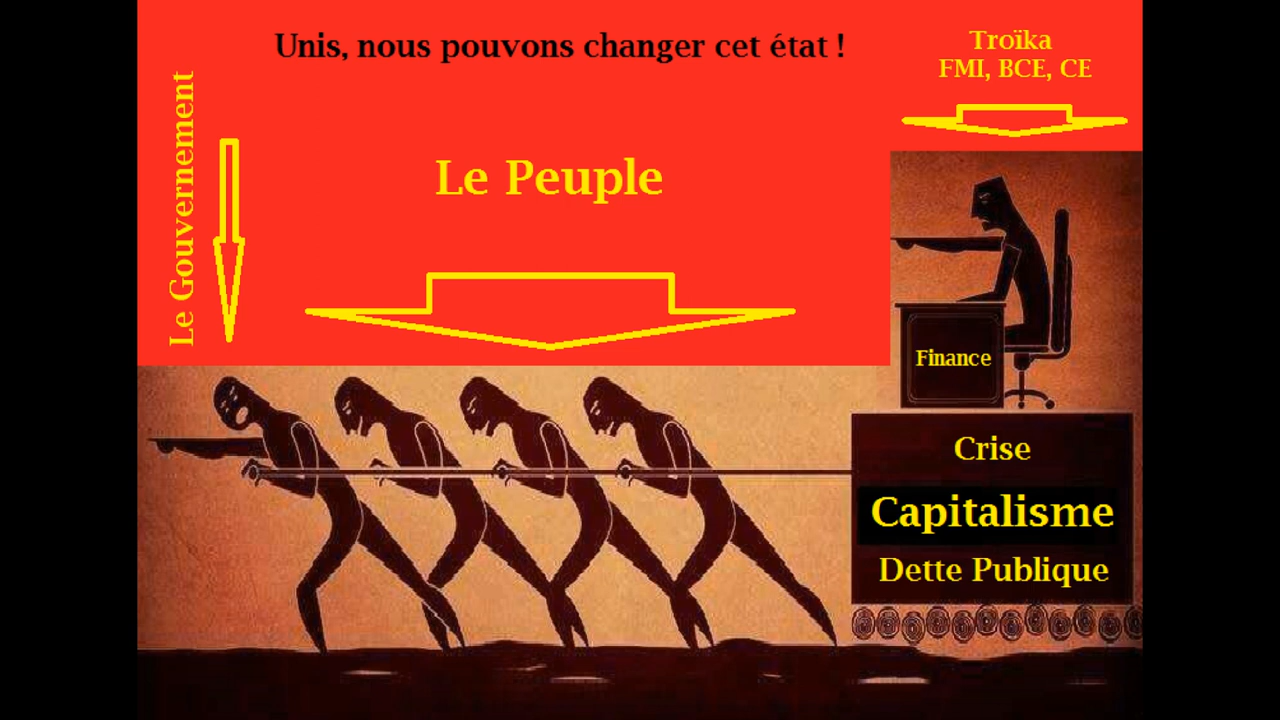 Unis, nous pouvons changer cet état !
Troïka
FMI, BCE, CE
Le Gouvernement
Le Peuple
Finance
Crise
Capitalisme
Dette Publique